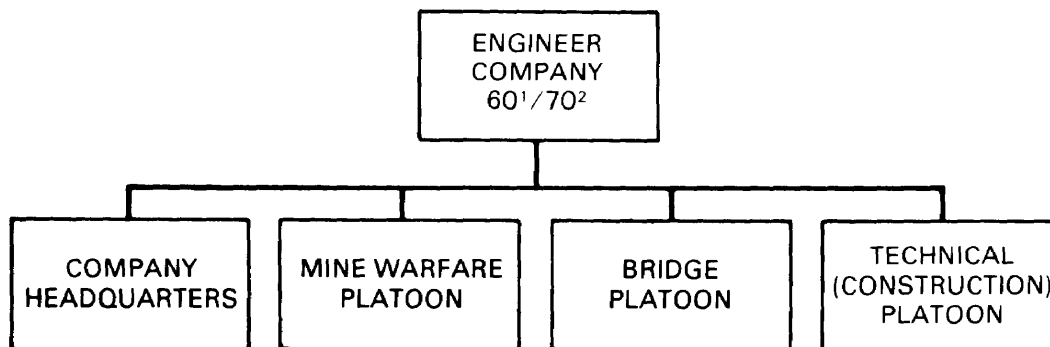 ENGINEER
COMPANY
60¹/70²
COMPANY
HEADQUARTERS
MINE WARFARE
PLATOON
BRIDGE
PLATOON
TECHNICAL
(CONSTRUCTION)
PLATOON